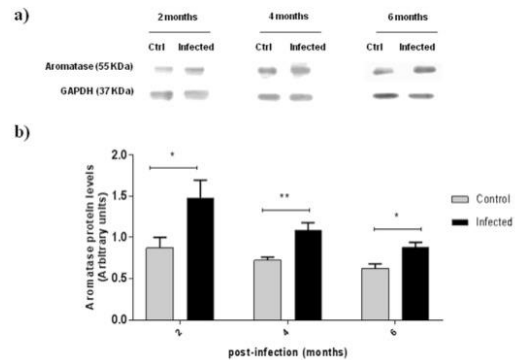 a)
2 months 4 months 6 months
Ctrl Infected Ctrl Infected Ctrl Infected
Aromatase (55 KDa)
GAPDH (37 KDa)
b)
Aromatase protein levels
(Arbitrary units)
2.0
1.5
1.0
0.5
0.0
* ** *
Control
Infected
2 4 6
post-infection (months)